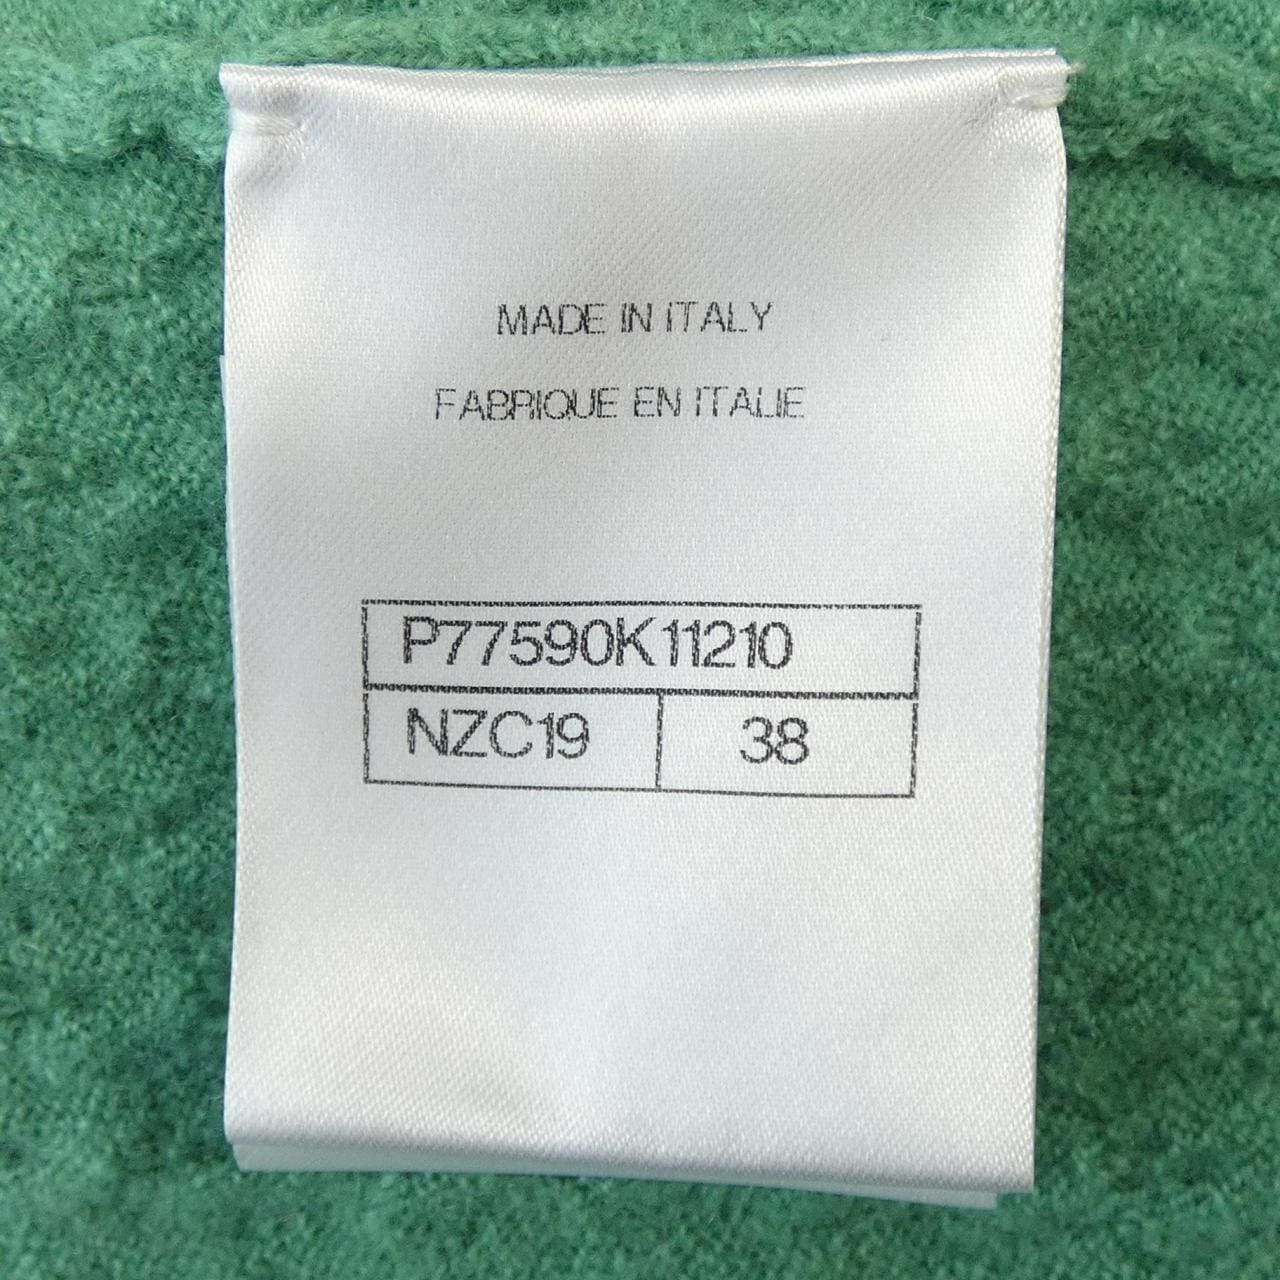 MADE IN ITALY
FABRIQUE EN ITALIE
P77590K11210
NZC19 38